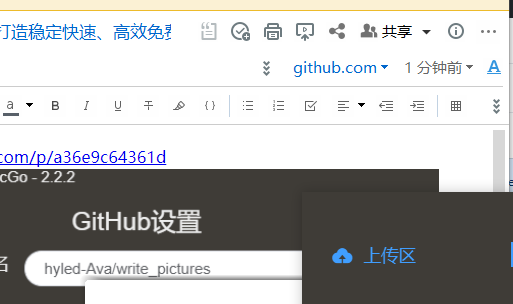 打造稳定快速、高效免费
共享
github.com 1 分钟前 A
a B I U T { }
com/p/a36e9c64361d
cGo - 2.2.2
GitHub设置
名 hyled-Ava/write_pictures
上传区